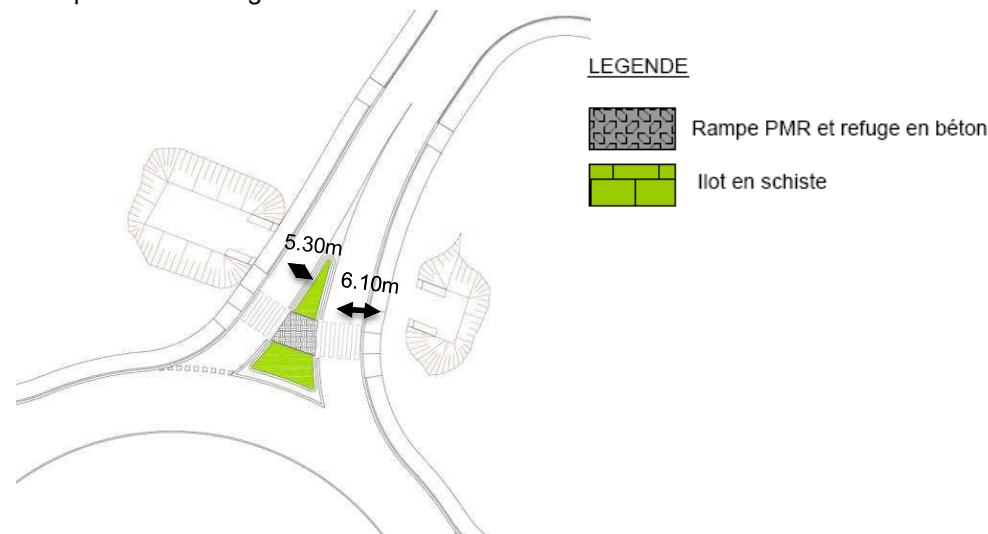 LEGENDE
Rampe PMR et refuge en béton
Ilot en schiste
5.30m
6.10m